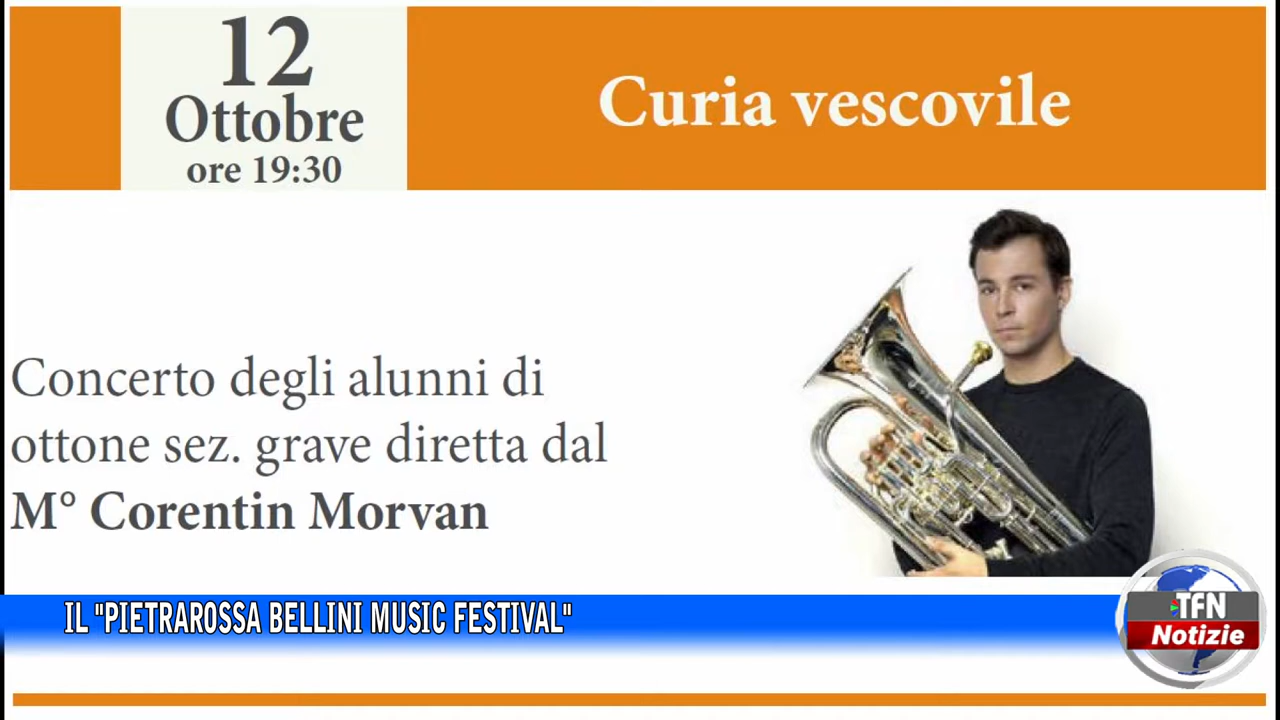 12
Ottobre
ore 19:30
Curia vescovile
Concerto degli alunni di
ottone sez. grave diretta dal
M° Corentin Morvan
IL "PIETRAROSSA BELLINI MUSIC FESTIVAL"
TFN
Notizie